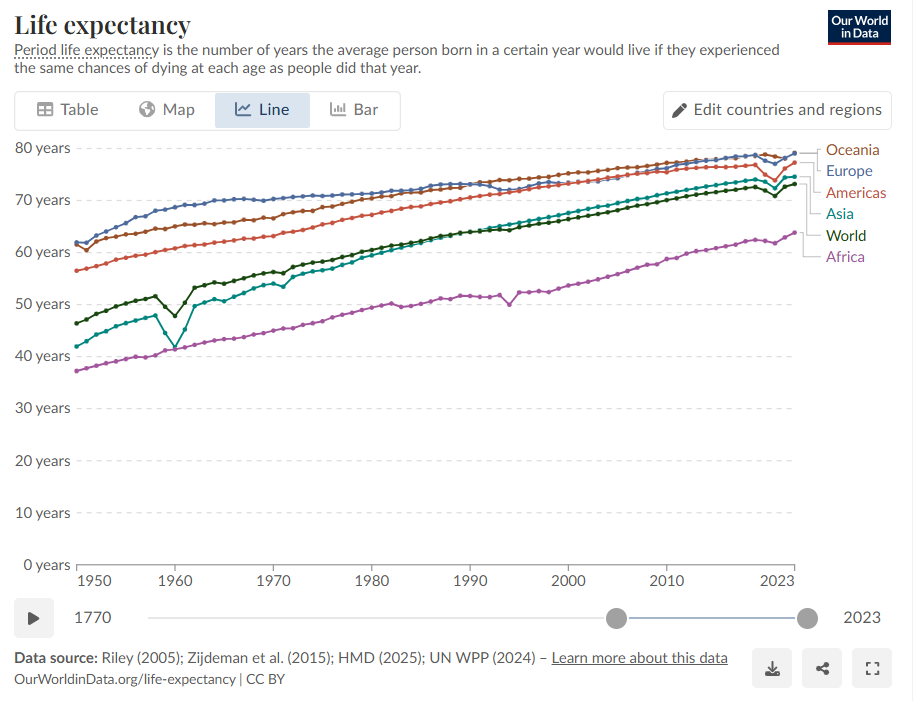 Life expectancy
Our World
in Data
Period life expectancy is the number of years the average person born in a certain year would live if they experienced
the same chances of dying at each age as people did that year.
Table
Map
Line
Bar
Edit countries and regions
80 years
70 years
60 years
50 years
40 years
30 years
20 years
10 years
0 years
Oceania
Europe
Americas
Asia
World
Africa
1950
1960
1970
1980
1990
2000
2010
2023
1770
2023
Data source: Riley (2005); Zijdeman et al. (2015); HMD (2025); UN WPP (2024) – Learn more about this data
OurWorldinData.org/life-expectancy | CC BY